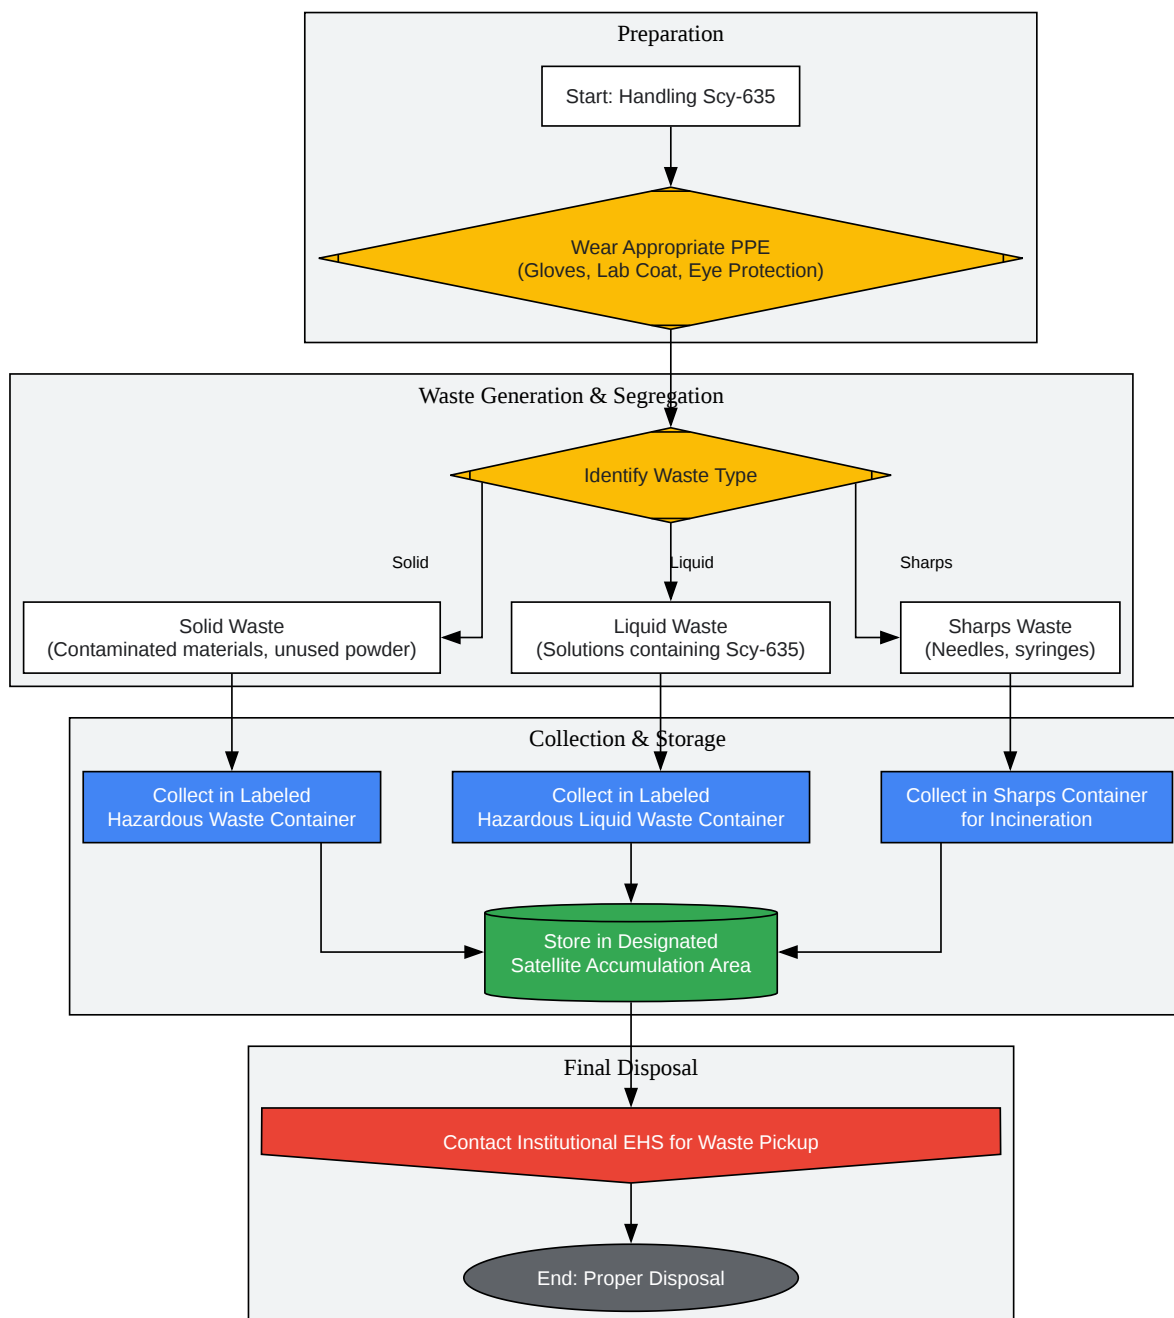 Preparation
Start: Handling Scy-635
Wear Appropriate PPE
(Gloves, Lab Coat, Eye Protection)
Waste Generation & Segregation
Identify Waste Type
Solid
Liquid
Sharps
Solid Waste
(Contaminated materials, unused powder)
Liquid Waste
(Solutions containing Scy-635)
Sharps Waste
(Needles, syringes)
Collection & Storage
Collect in Labeled
Hazardous Waste Container
Collect in Labeled
Hazardous Liquid Waste Container
Collect in Sharps Container
for Incineration
Store in Designated
Satellite Accumulation Area
Final Disposal
Contact Institutional EHS for Waste Pickup
End: Proper Disposal